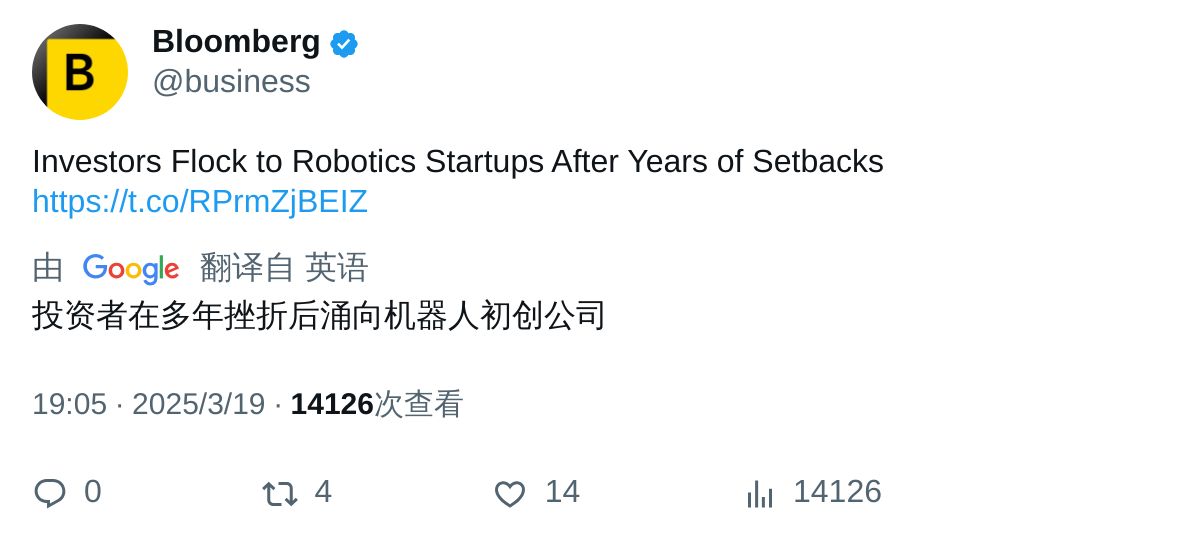 B
Bloomberg
@business
Investors Flock to Robotics Startups After Years of Setbacks
https://t.co/RPrmZjBEIZ
由 Google 翻译自 英语
投资者在多年挫折后涌向机器人初创公司
19:05 · 2025/3/19 · 14126次查看
0 4 14 14126